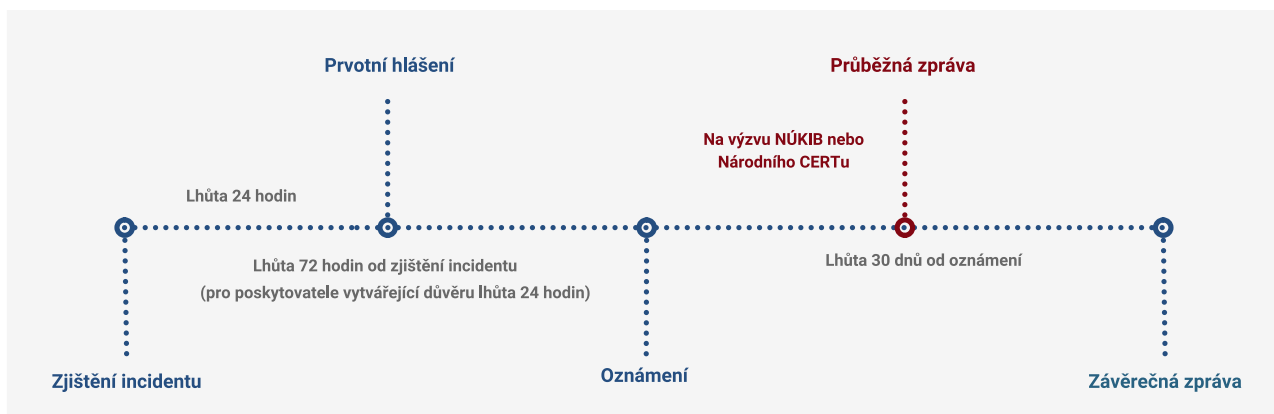 Prvotní hlášení
Průběžná zpráva
Na výzvu NÚKIB nebo
Národního CERTu
Lhůta 24 hodin
Lhůta 72 hodin od zjištění incidentu
(pro poskytovatele vytvářející důvěru lhůta 24 hodin)
Lhůta 30 dnů od oznámení
Zjištění incidentu
Oznámení
Závěrečná zpráva